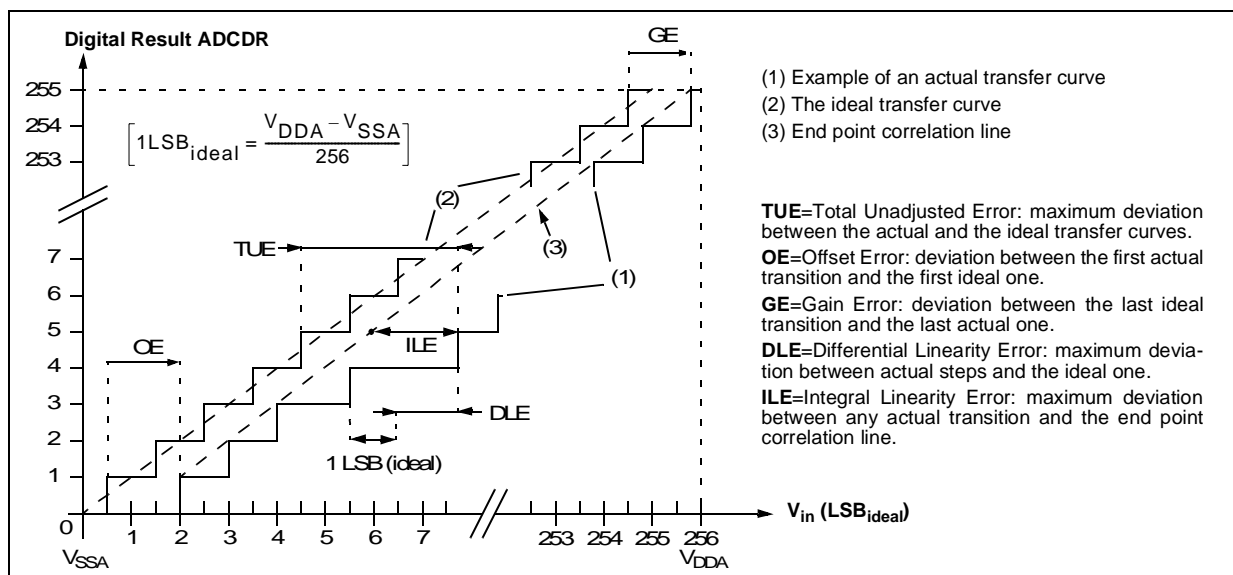 Digital Result ADCDR
GE
255
254
253
[1LSB_ideal = (V_DDA – V_SSA) / 256]
(2)
TUE
(3)
7
(1)
6
5
ILE
OE
4
3
DLE
2
1 LSB (ideal)
1
0
1 2 3 4 5 6 7 253 254 255 256
V_in (LSB_ideal)
V_SSA
V_DDA
(1) Example of an actual transfer curve
(2) The ideal transfer curve
(3) End point correlation line
TUE=Total Unadjusted Error: maximum deviation
between the actual and the ideal transfer curves.
OE=Offset Error: deviation between the first actual
transition and the first ideal one.
GE=Gain Error: deviation between the last ideal
transition and the last actual one.
DLE=Differential Linearity Error: maximum devia-
tion between actual steps and the ideal one.
ILE=Integral Linearity Error: maximum deviation
between any actual transition and the end point
correlation line.